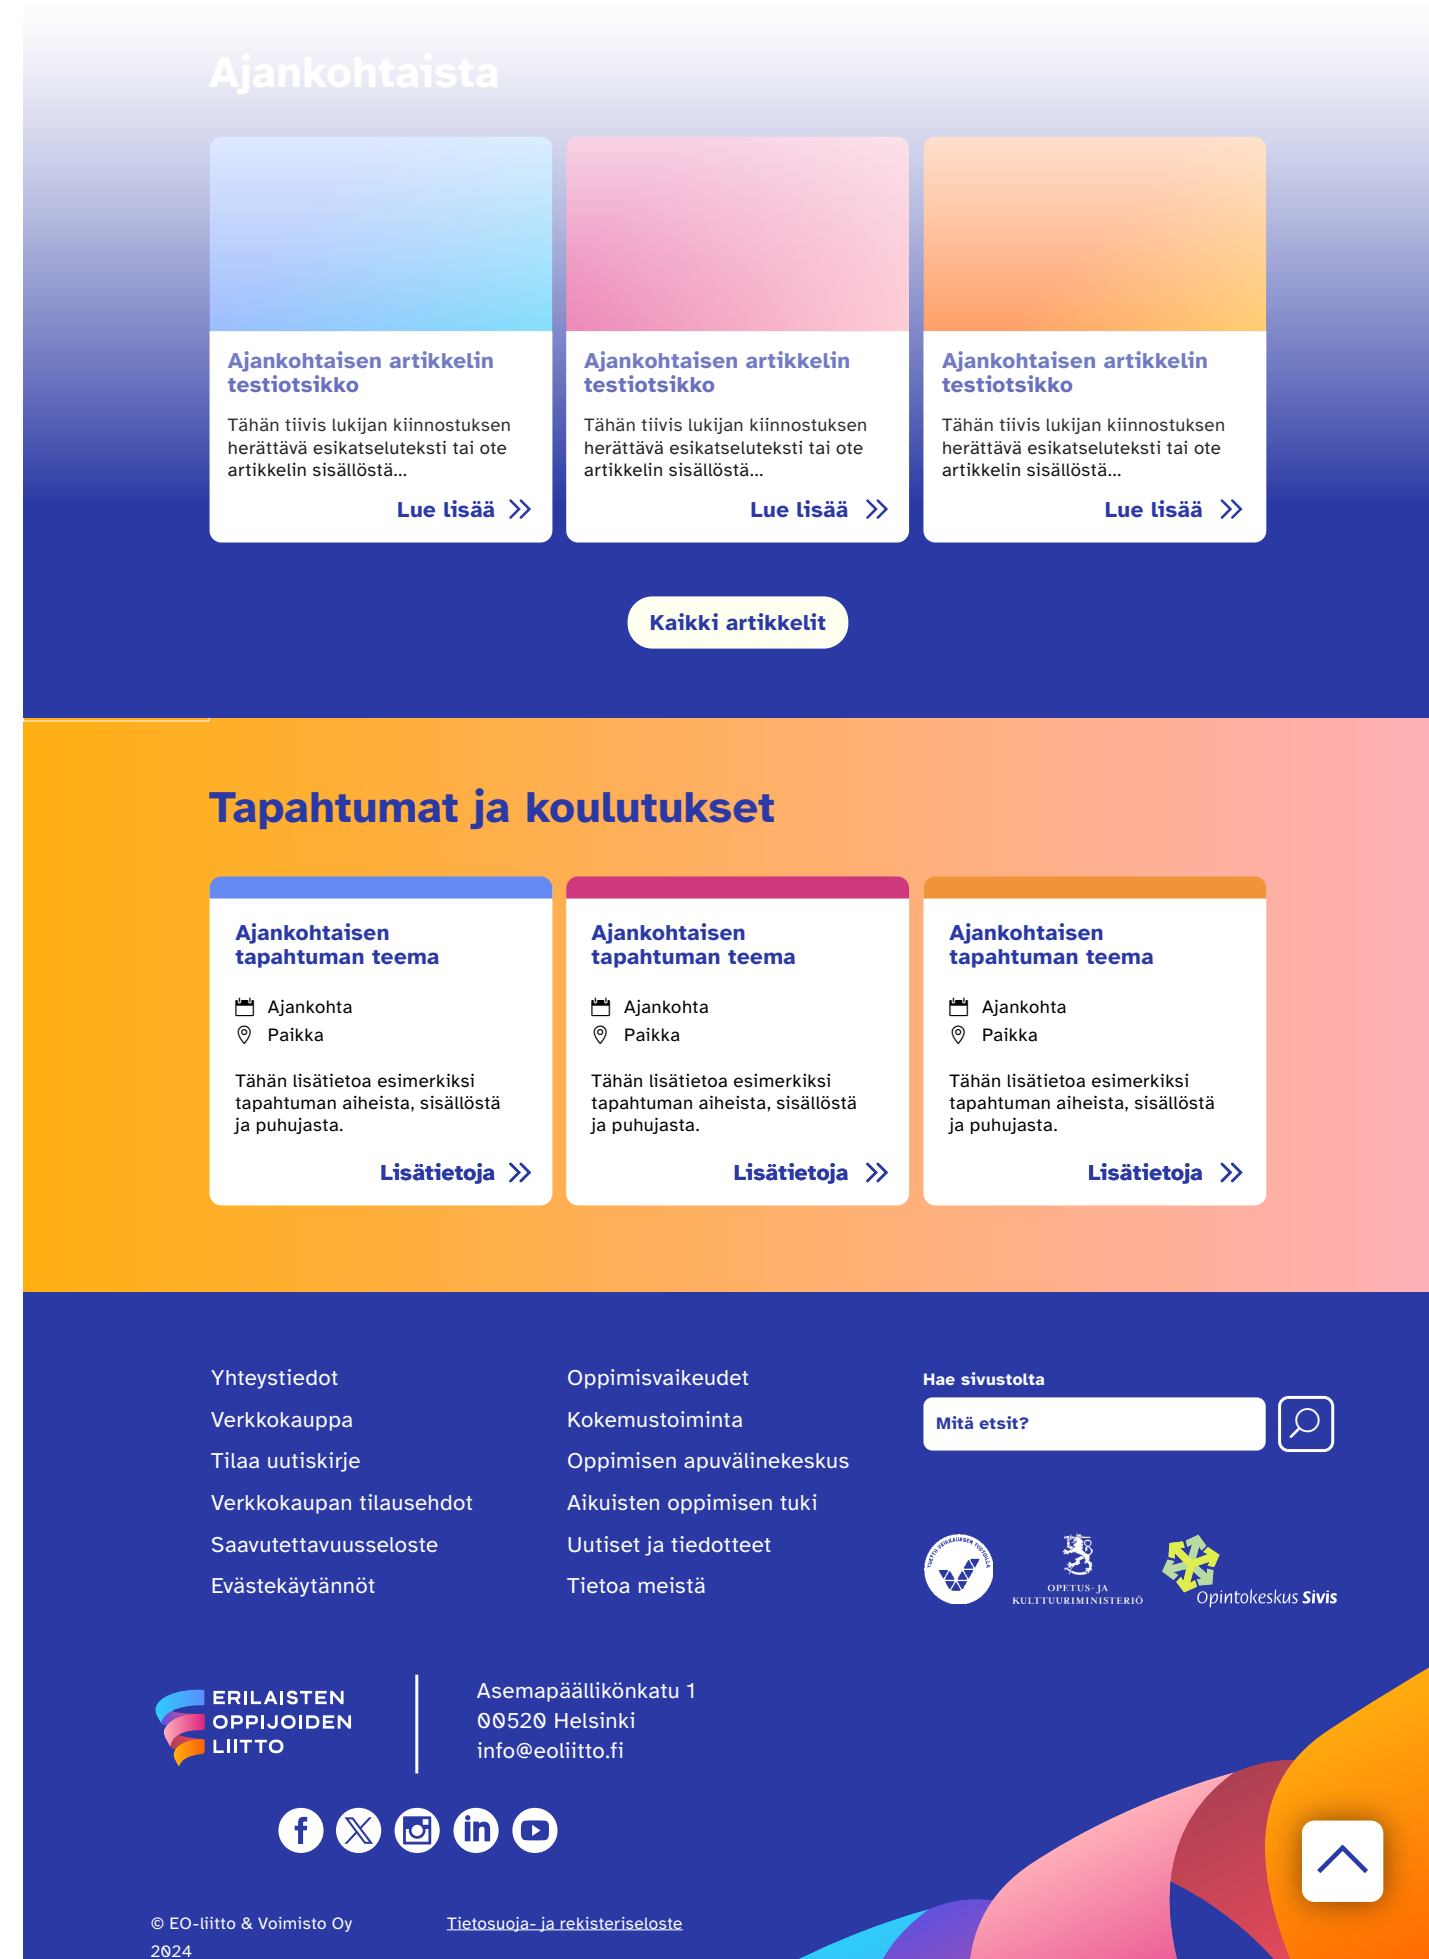 Ajankohtaista
Ajankohtaisen artikkelin
testiotsikko
Tähän tiivis lukijan kiinnostuksen
herättävä esikatseluteksti tai ote
artikkelin sisällöstä...
Lue lisää
Ajankohtaisen artikkelin
testiotsikko
Tähän tiivis lukijan kiinnostuksen
herättävä esikatseluteksti tai ote
artikkelin sisällöstä...
Lue lisää
Ajankohtaisen artikkelin
testiotsikko
Tähän tiivis lukijan kiinnostuksen
herättävä esikatseluteksti tai ote
artikkelin sisällöstä...
Lue lisää
Kaikki artikkelit
Tapahtumat ja koulutukset
Ajankohtaisen
tapahtuman teema
Ajankohta
Paikka
Tähän lisätietoa esimerkiksi
tapahtuman aiheista, sisällöstä
ja puhujasta.
Lisätietoja
Ajankohtaisen
tapahtuman teema
Ajankohta
Paikka
Tähän lisätietoa esimerkiksi
tapahtuman aiheista, sisällöstä
ja puhujasta.
Lisätietoja
Ajankohtaisen
tapahtuman teema
Ajankohta
Paikka
Tähän lisätietoa esimerkiksi
tapahtuman aiheista, sisällöstä
ja puhujasta.
Lisätietoja
Yhteystiedot
Verkkokauppa
Tilaa uutiskirje
Verkkokaupan tilausehdot
Saavutettavuusseloste
Evästekäytännöt
Oppimisvaikeudet
Kokemustoiminta
Oppimisen apuvälinekeskus
Aikuisten oppimisen tuki
Uutiset ja tiedotteet
Tietoa meistä
Hae sivustolta
Mitä etsit?
TUETTU VEIKKAUKSEN TUOTOILLA
OPETUS- JA
KULTTUURIMINISTERIÖ
Opintokeskus Sivis
ERILAISTEN
OPPIJOIDEN
LIITTO
Asemapäällikönkatu 1
00520 Helsinki
info@eoliitto.fi
© EO-liitto & Voimisto Oy
2024
Tietosuoja- ja rekisteriseloste